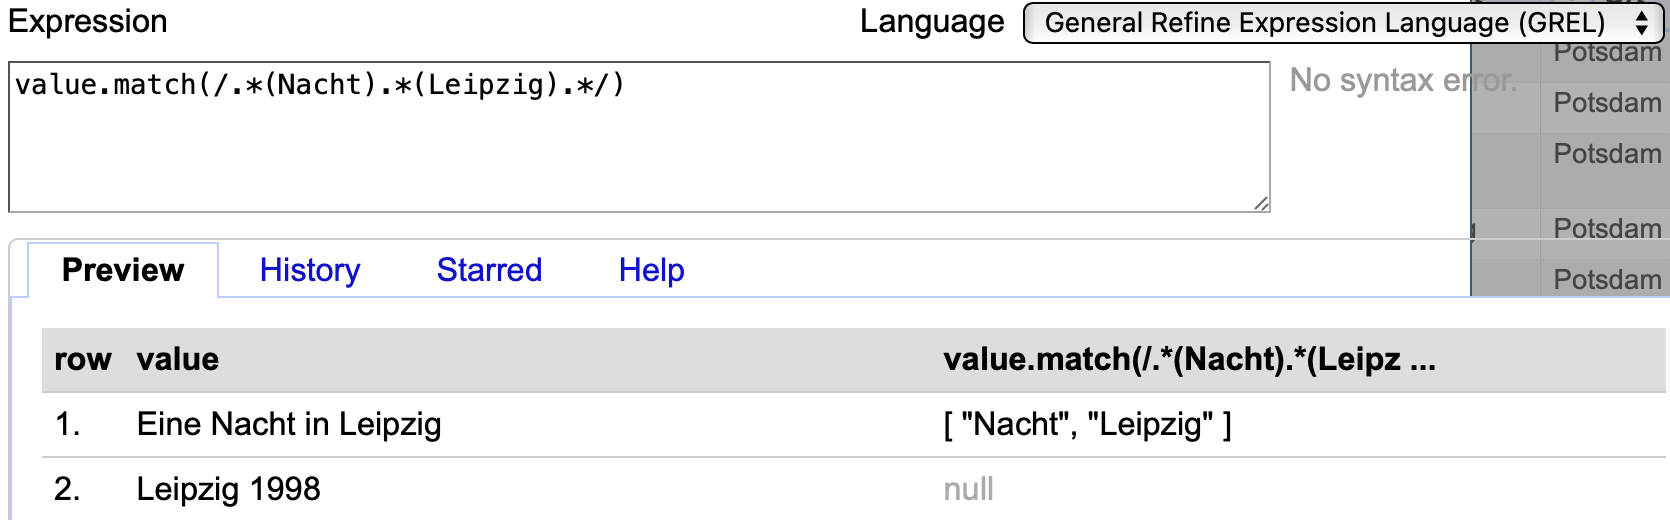 Expression Language General Refine Expression Language (GREL)
value.match(/.*(Nacht).*(Leipzig).*/) No syntax error.
Potsdam
Potsdam
Potsdam
Potsdam
Potsdam
Preview History Starred Help
row value value.match(/.*(Nacht).*(Leipz ...
1. Eine Nacht in Leipzig [ "Nacht", "Leipzig" ]
2. Leipzig 1998 null